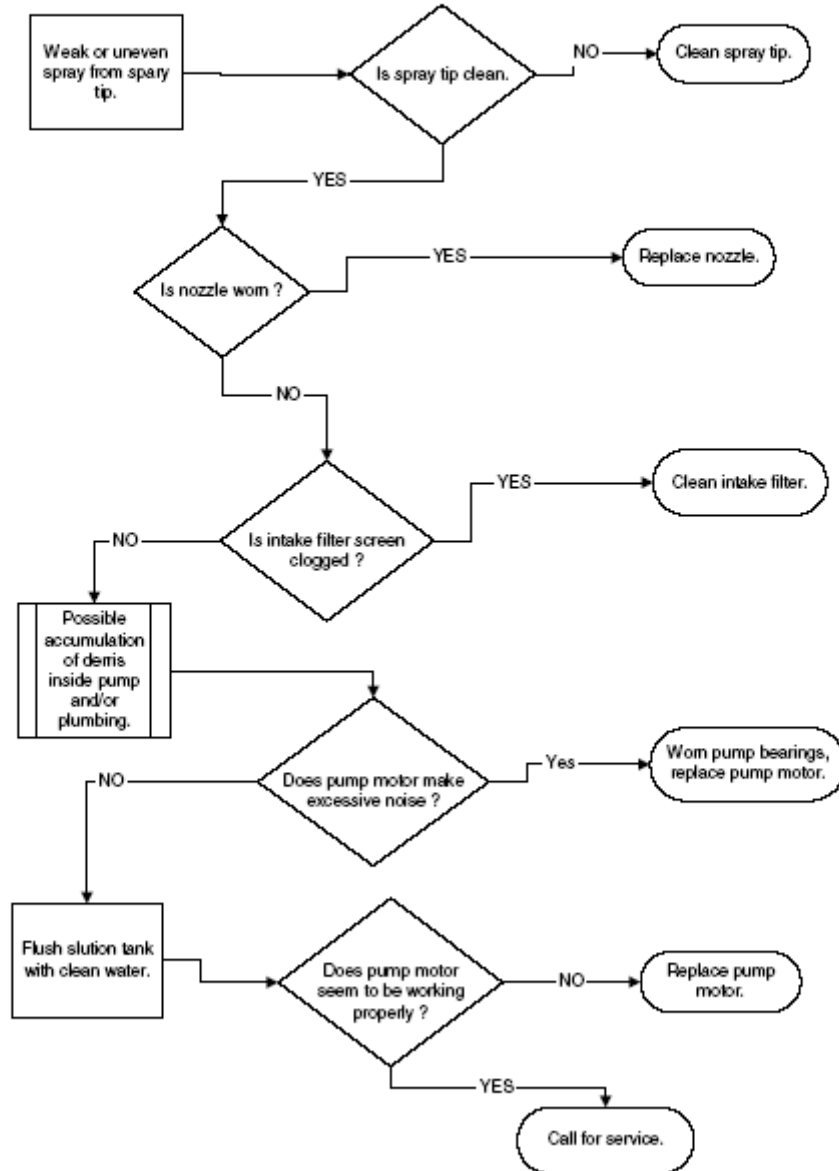 Weak or uneven
spray from spary
tip.
Is spray tip clean.
NO
Clean spray tip.
YES
Is nozzle worn ?
YES
Replace nozzle.
NO
Is intake filter screen
clogged ?
YES
Clean intake filter.
NO
Possible
accumulation
of derris
inside pump
and/or
plumbing.
Does pump motor make
excessive noise ?
Yes
Worn pump bearings,
replace pump motor.
NO
Flush slution tank
with clean water.
Does pump motor
seem to be working
properly ?
NO
Replace pump
motor.
YES
Call for service.